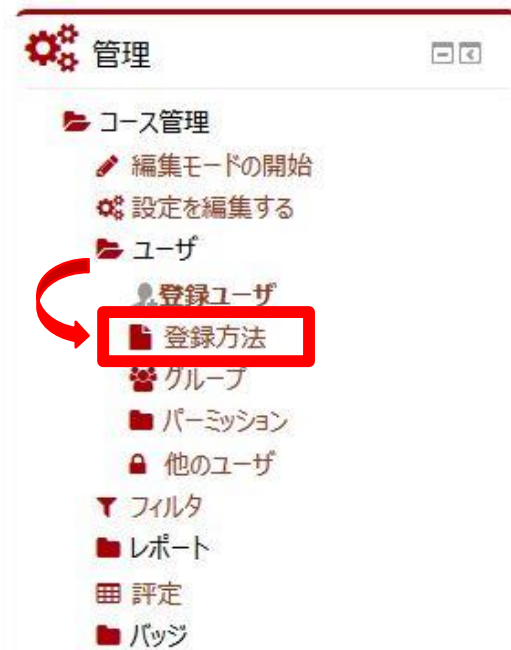 管理
コース管理
編集モードの開始
設定を編集する
ユーザ
登録ユーザ
登録方法
グループ
パーミッション
他のユーザ
フィルタ
レポート
評定
バッジ